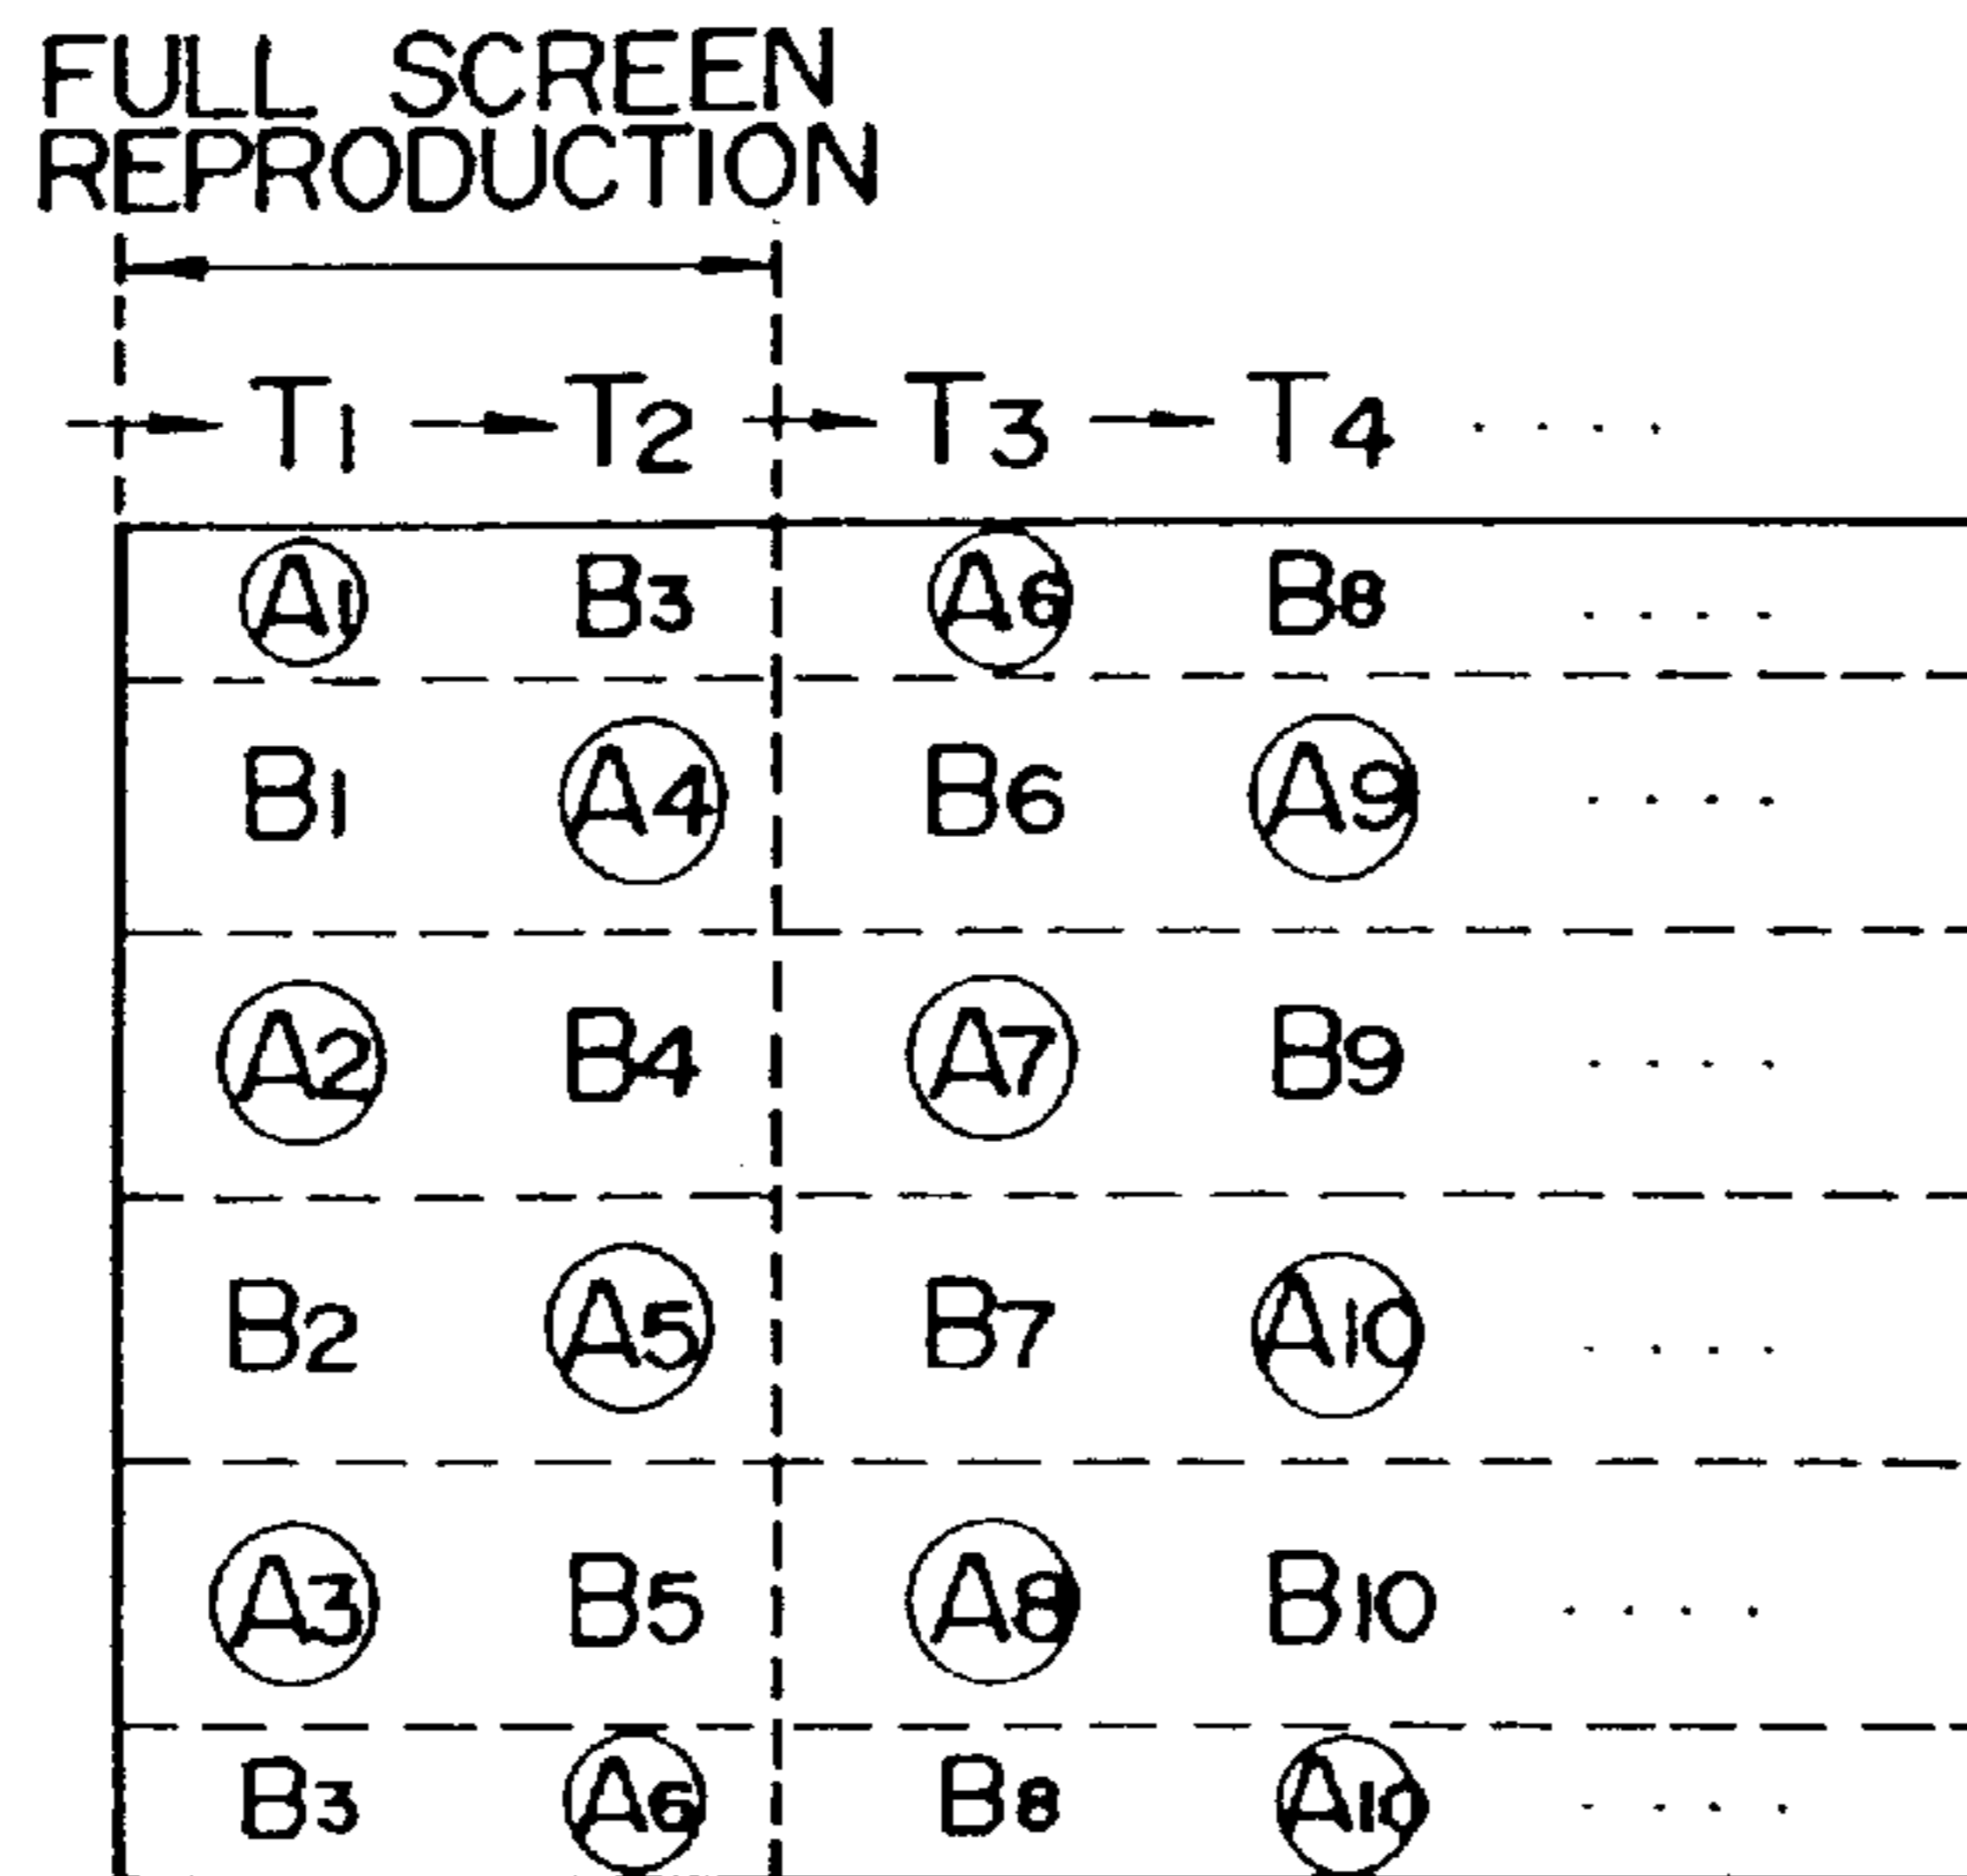 FULL SCREEN
REPRODUCTION
T1 T2 T3 T4 ....
A1 B3 A6 B8 ....
B1 A4 B6 A9 ....
A2 B4 A7 B9 ....
B2 A5 B7 A10 ....
A3 B5 A8 B10 ....
B3 A6 B8 A10 ....